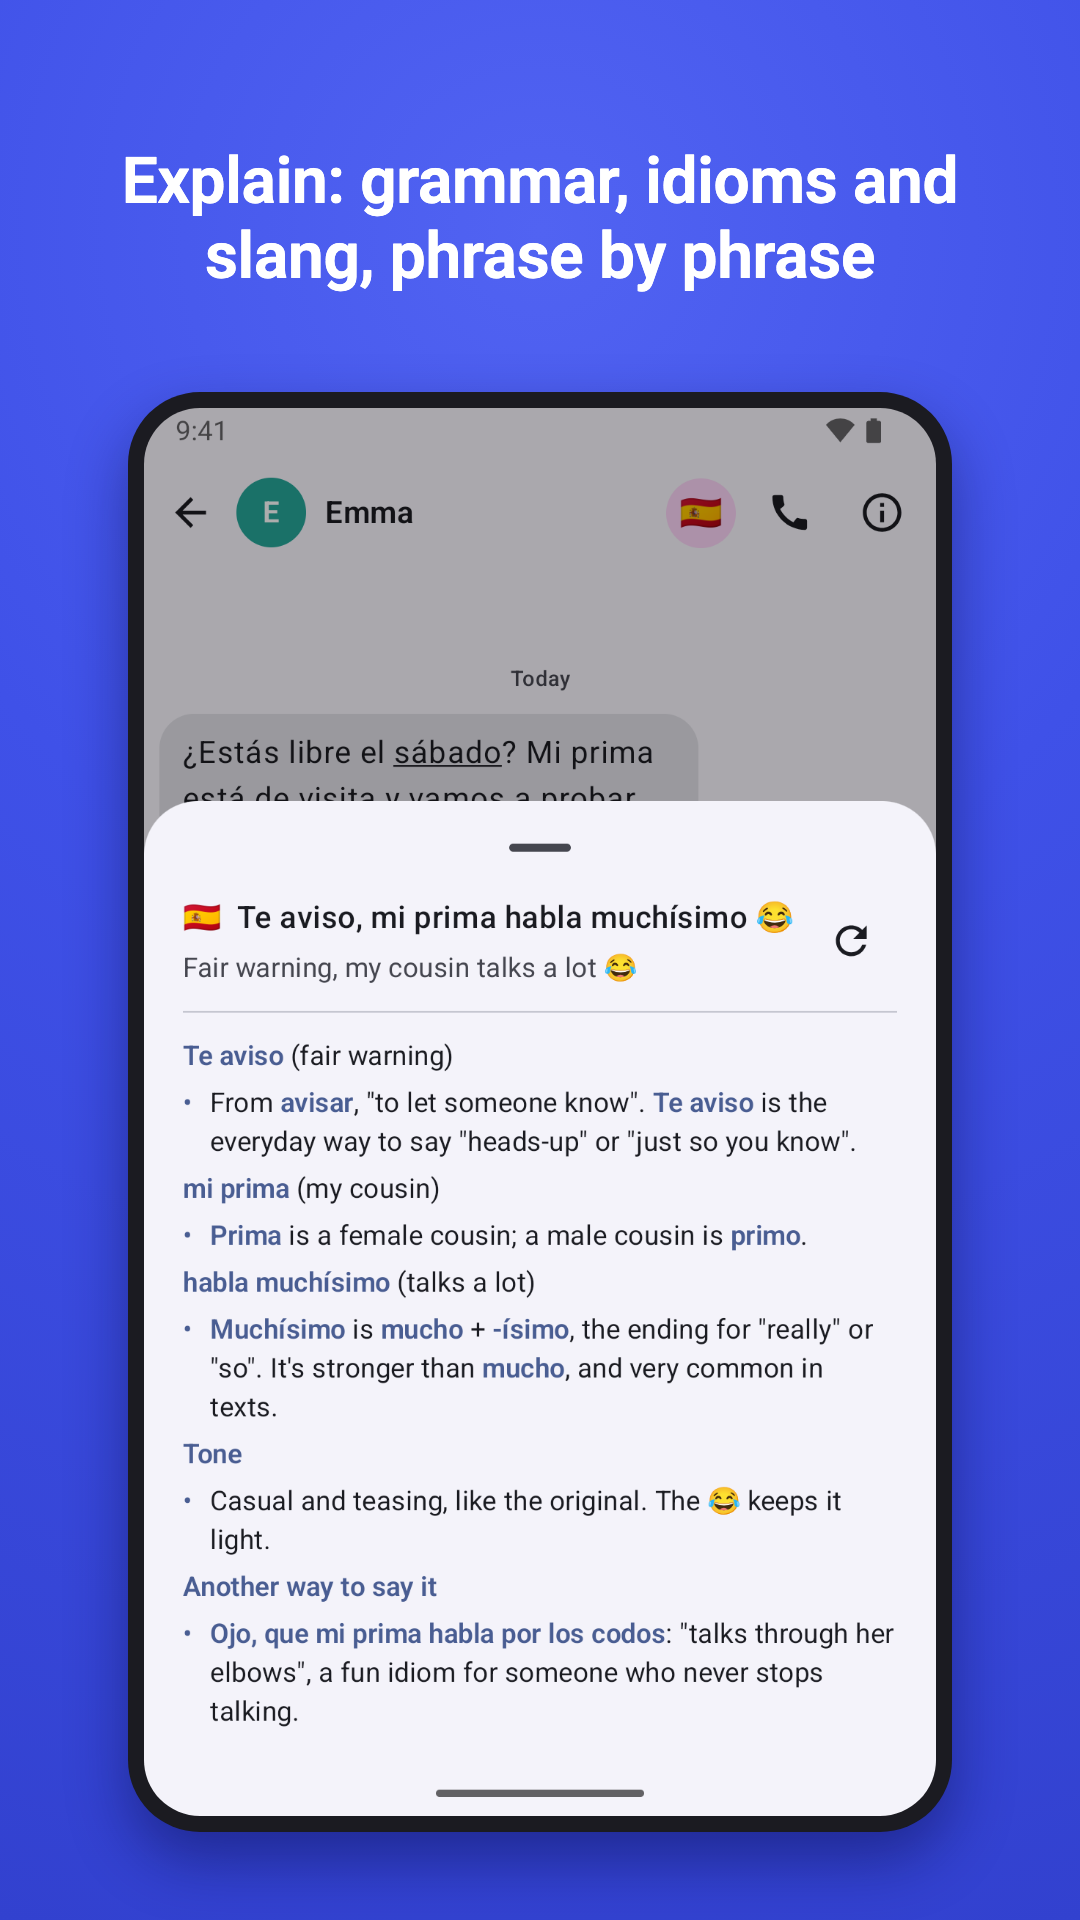 Explain: grammar, idioms and
slang, phrase by phrase
9:41
E
Emma
Today
¿Estás libre el sábado? Mi prima
está de visita y vamos a probar
🇪🇸 Te aviso, mi prima habla muchísimo 😂
Fair warning, my cousin talks a lot 😂
Te aviso (fair warning)
• From avisar, "to let someone know". Te aviso is the
everyday way to say "heads-up" or "just so you know".
mi prima (my cousin)
• Prima is a female cousin; a male cousin is primo.
habla muchísimo (talks a lot)
• Muchísimo is mucho + -ísimo, the ending for "really" or
"so". It's stronger than mucho, and very common in
texts.
Tone
• Casual and teasing, like the original. The 😂 keeps it
light.
Another way to say it
• Ojo, que mi prima habla por los codos: "talks through her
elbows", a fun idiom for someone who never stops
talking.